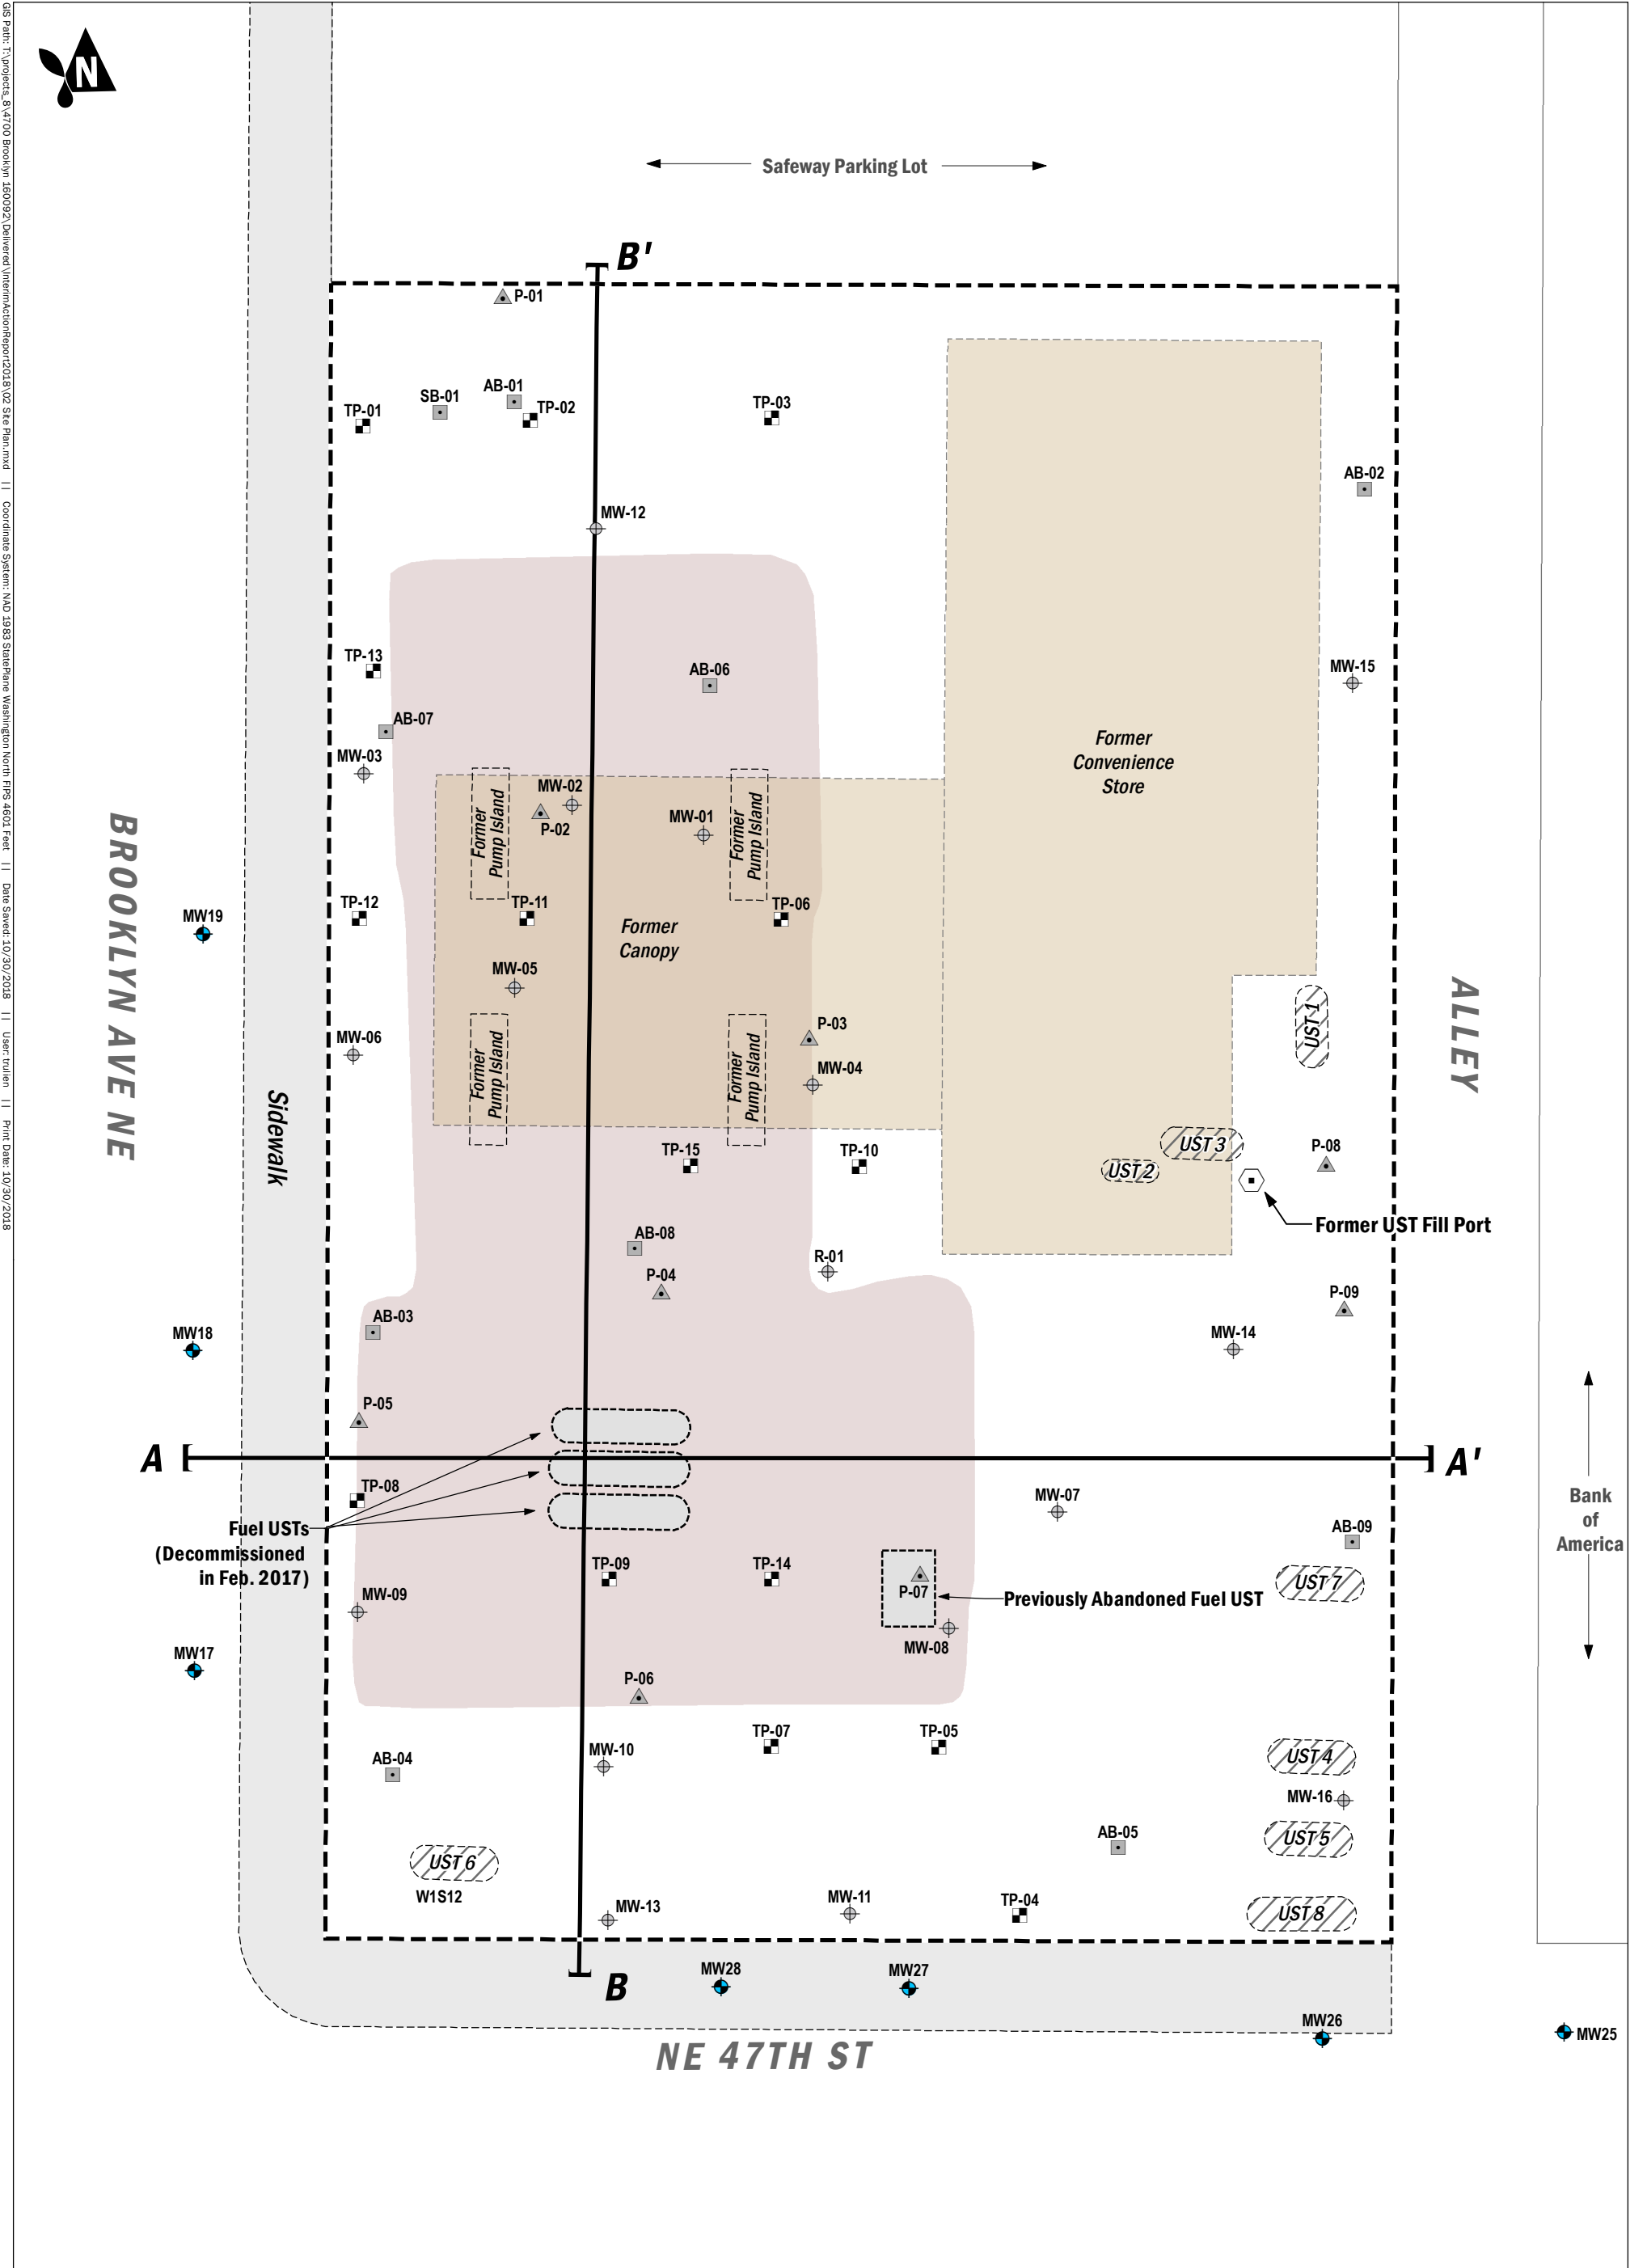 GIS Path: T:\projects_8\4700 Brooklyn 160092\Delivered\InterimActionReport2018\02 Site Plan.mxd || Coordinate System: NAD 1983 StatePlane Washington North FIPS 4601 Feet || Date Saved: 10/30/2018 || User: trulien || Print Date: 10/30/2018
N
Safeway Parking Lot
B'
P-01
TP-01
SB-01
AB-01
TP-02
TP-03
AB-02
MW-12
TP-13
AB-06
MW-15
AB-07
MW-03
Former
Convenience
Store
Former
Pump Island
MW-02
P-02
MW-01
Former
Pump Island
BROOKLYN AVE NE
MW19
TP-12
TP-11
TP-06
Former
Canopy
MW-05
ALLEY
UST 1
MW-06
Sidewalk
Former
Pump Island
Former
Pump Island
P-03
MW-04
TP-15
TP-10
UST 3
UST 2
P-08
Former UST Fill Port
AB-08
R-01
P-04
P-09
MW18
AB-03
MW-14
P-05
A
A'
TP-08
MW-07
Bank
of
America
Fuel USTs
(Decommissioned
in Feb. 2017)
AB-09
TP-09
TP-14
P-07
UST 7
Previously Abandoned Fuel UST
MW-09
MW-08
MW17
P-06
TP-07
TP-05
MW-10
AB-04
UST 4
MW-16
AB-05
UST 5
UST 6
W1S12
MW-13
MW-11
TP-04
UST 8
B
MW28
MW27
MW26
MW25
NE 47TH ST